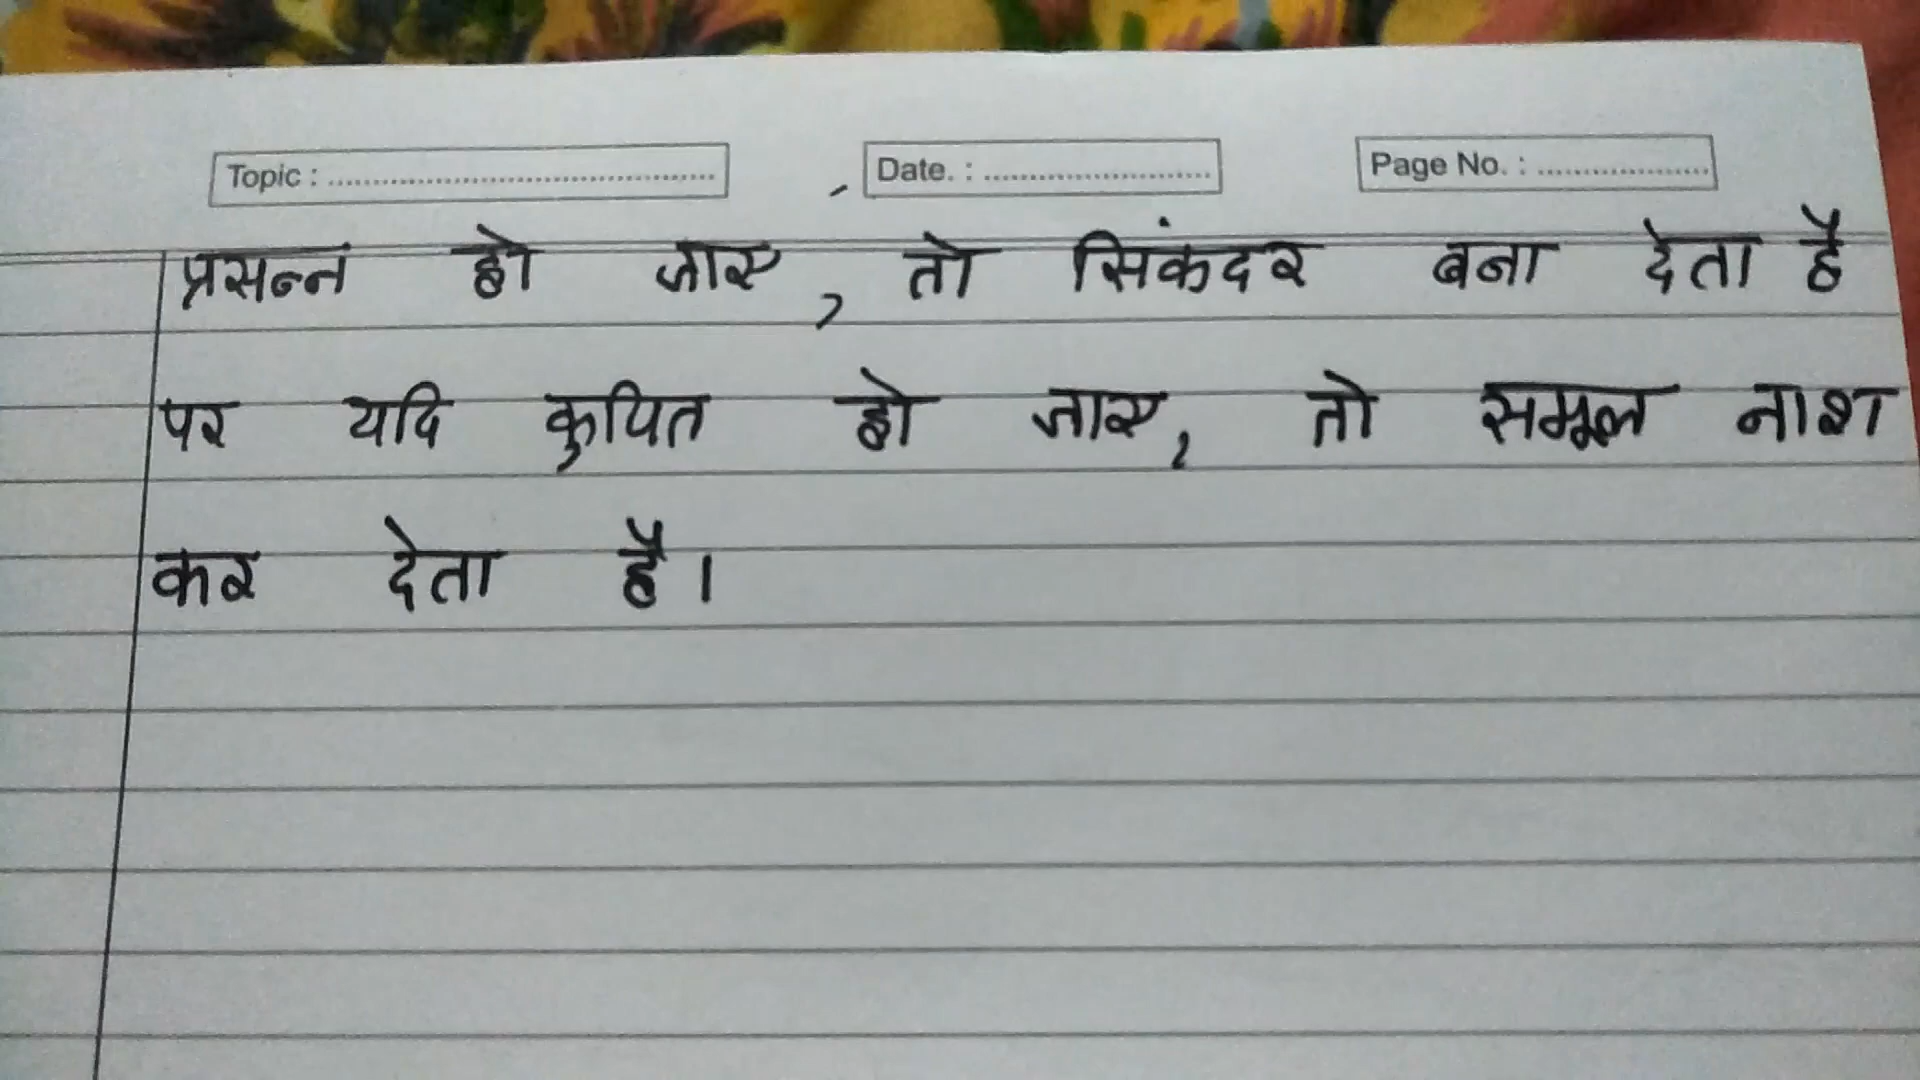 Topic : ........................................... Date. : .......................... Page No. : ...................
प्रसन्न हो जाए, तो सिकंदर बना देता है
पर यदि कुपित हो जाए, तो समूल नाश
कर देता है।